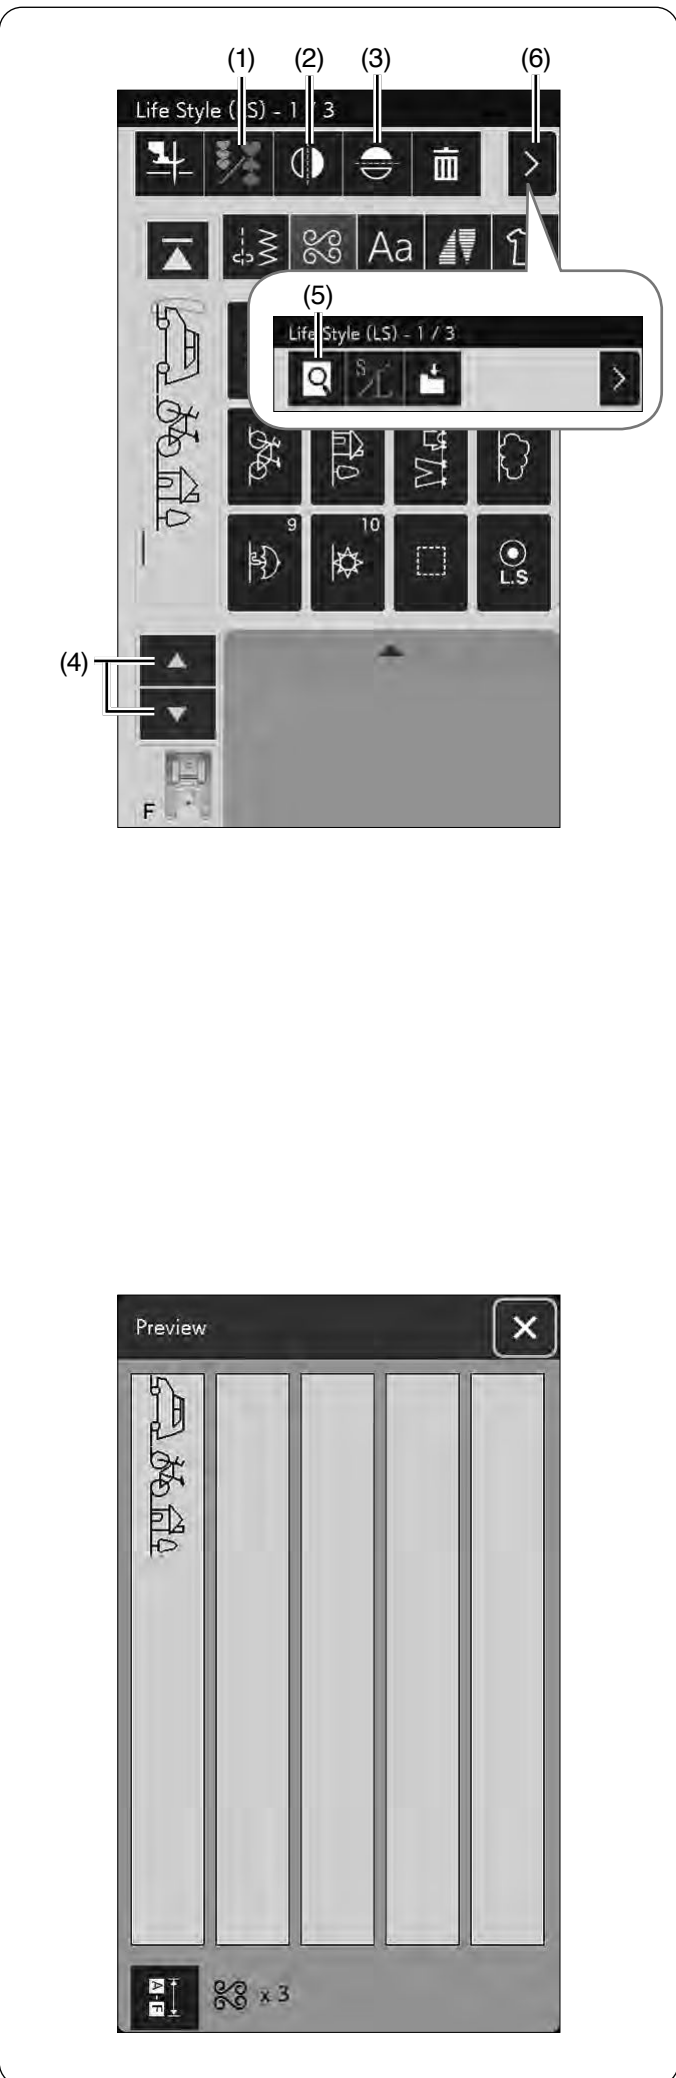 (1) (2) (3) (6)
Life Style (LS) - 1 / 3
Aa
(5)
Life Style (LS) - 1 / 3
S/L
9 10
L.S
(4)
F
Preview
A-F
x 3